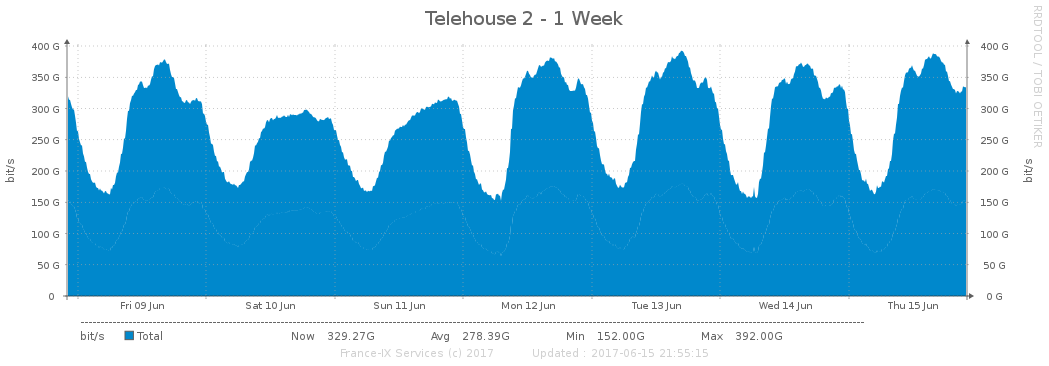 Telehouse 2 - 1 Week
RRDTOOL / TOBI OETIKER
bit/s
400 G 400 G
350 G 350 G
300 G 300 G
250 G 250 G
200 G 200 G
150 G 150 G
100 G 100 G
50 G 50 G
0 0 G
bit/s
Fri 09 Jun Sat 10 Jun Sun 11 Jun Mon 12 Jun Tue 13 Jun Wed 14 Jun Thu 15 Jun
bit/s Total Now 329.27G Avg 278.39G Min 152.00G Max 392.00G
France-IX Services (c) 2017 Updated : 2017-06-15 21:55:15